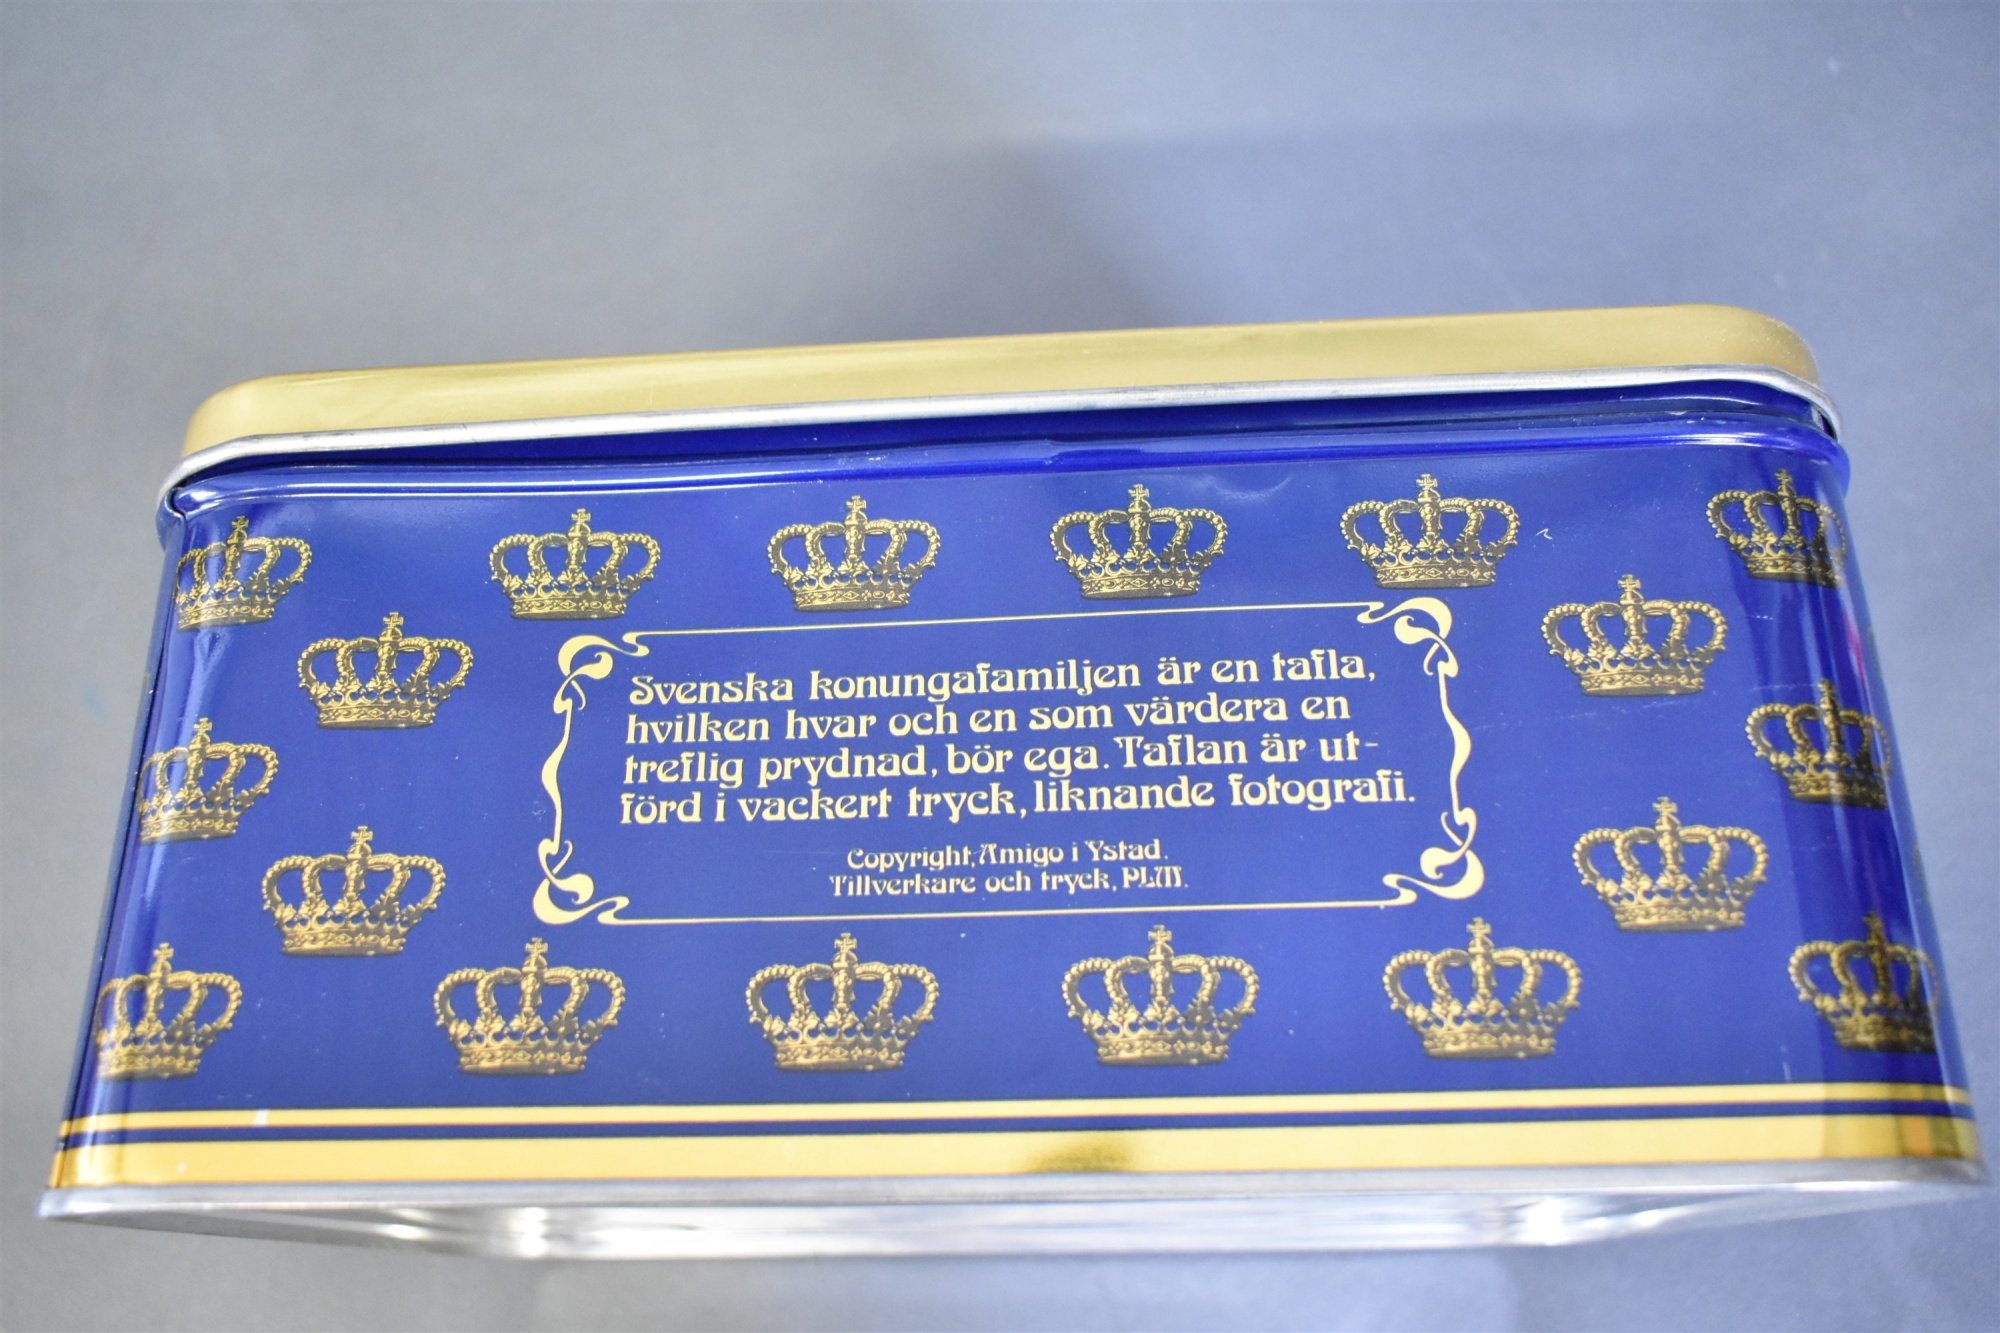 Svenska konungafamiljen är en tafla,
hvilken hvar och en som värdera en
treflig prydnad, bör ega. Taflan är ut-
förd i vackert tryck, liknande fotografi.
Copyright, Amigo i Ystad.
Tillverkare och tryck, PLM.